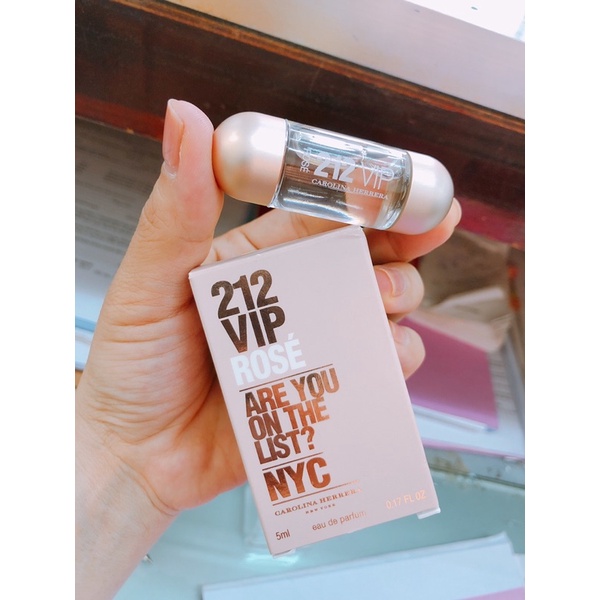 212 VIP
ROSÉ
CAROLINA HERRERA
212
VIP
ROSÉ
ARE YOU
ON THE
LIST?
NYC
CAROLINA HERRERA
NEW YORK
5ml
eau de parfum
0.17 FL OZ